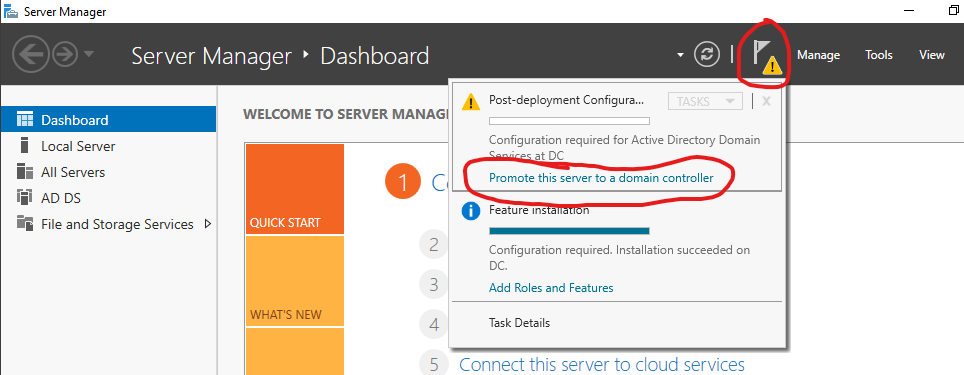 Server Manager
Server Manager ‣ Dashboard
Manage Tools View
Dashboard
Local Server
All Servers
AD DS
File and Storage Services
WELCOME TO SERVER MANAG
QUICK START
WHAT'S NEW
1
2
3
4
5 Connect this server to cloud services
Post-deployment Configura... TASKS X
Configuration required for Active Directory Domain
Services at DC
Promote this server to a domain controller
Feature installation
Configuration required. Installation succeeded on
DC.
Add Roles and Features
Task Details